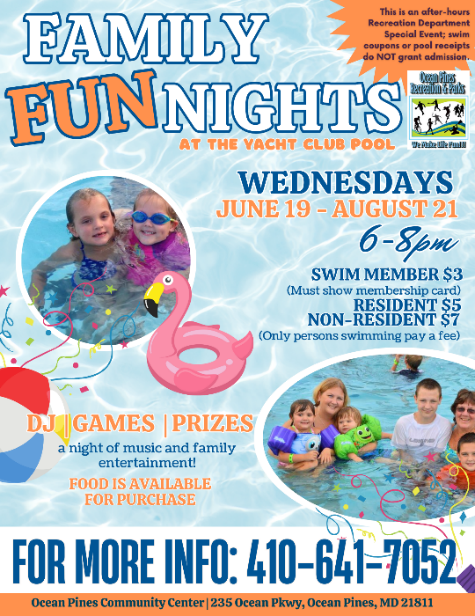 This is an after-hours
Recreation Department
Special Event; swim
coupons or pool receipts
do NOT grant admission.
FAMILY
FUN NIGHTS
AT THE YACHT CLUB POOL
Ocean Pines
Recreation & Parks
We Make Life Fun!!!
WEDNESDAYS
JUNE 19 - AUGUST 21
6-8pm
SWIM MEMBER $3
(Must show membership card)
RESIDENT $5
NON-RESIDENT $7
(Only persons swimming pay a fee)
DJ | GAMES | PRIZES
a night of music and family
entertainment!
FOOD IS AVAILABLE
FOR PURCHASE
FOR MORE INFO: 410-641-7052
Ocean Pines Community Center | 235 Ocean Pkwy, Ocean Pines, MD 21811